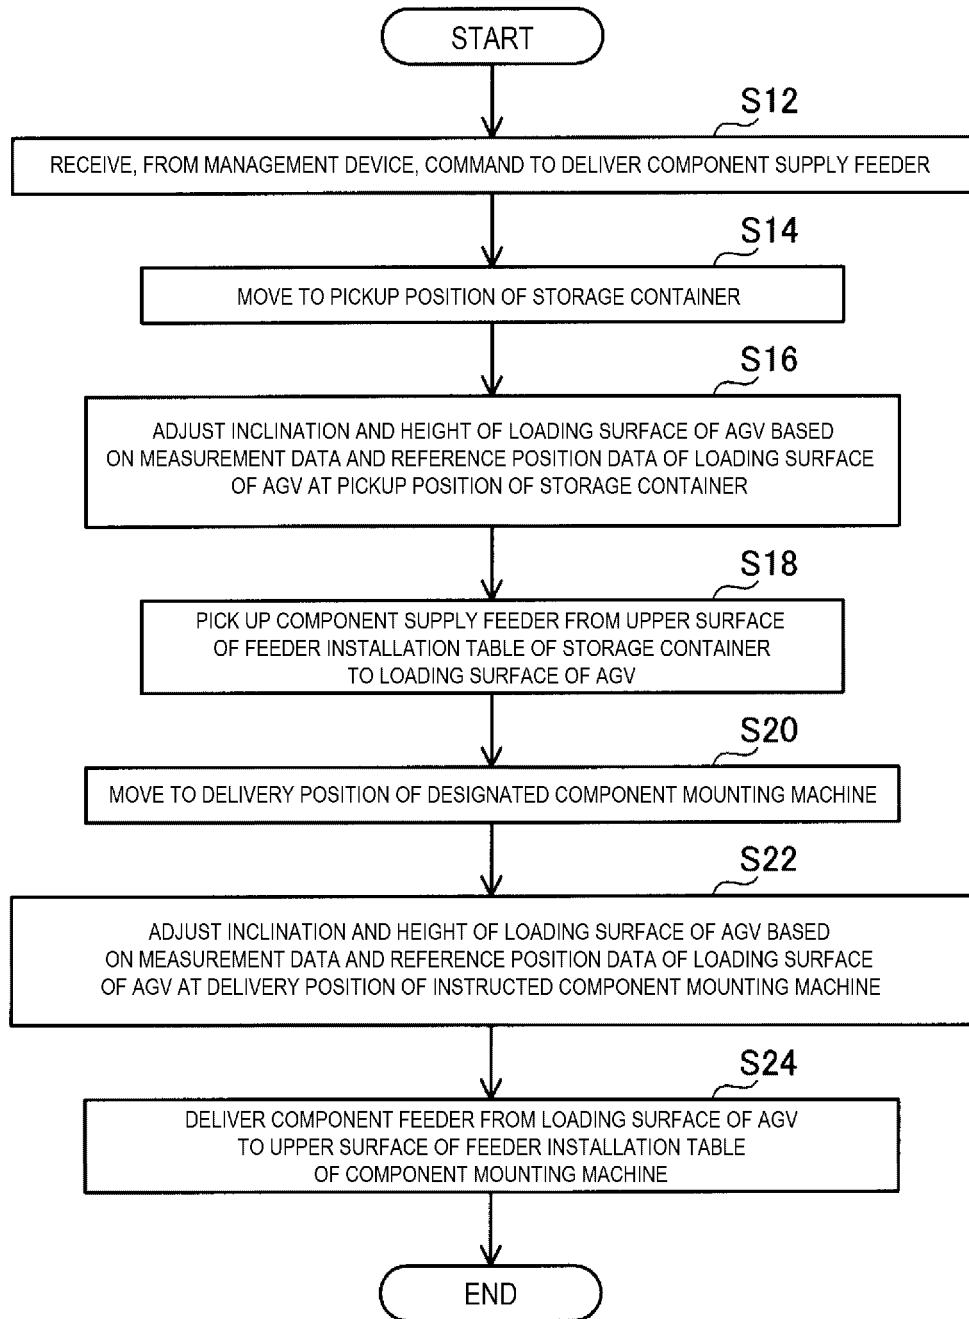 START
S12
RECEIVE, FROM MANAGEMENT DEVICE, COMMAND TO DELIVER COMPONENT SUPPLY FEEDER
S14
MOVE TO PICKUP POSITION OF STORAGE CONTAINER
S16
ADJUST INCLINATION AND HEIGHT OF LOADING SURFACE OF AGV BASED
ON MEASUREMENT DATA AND REFERENCE POSITION DATA OF LOADING SURFACE
OF AGV AT PICKUP POSITION OF STORAGE CONTAINER
S18
PICK UP COMPONENT SUPPLY FEEDER FROM UPPER SURFACE
OF FEEDER INSTALLATION TABLE OF STORAGE CONTAINER
TO LOADING SURFACE OF AGV
S20
MOVE TO DELIVERY POSITION OF DESIGNATED COMPONENT MOUNTING MACHINE
S22
ADJUST INCLINATION AND HEIGHT OF LOADING SURFACE OF AGV BASED
ON MEASUREMENT DATA AND REFERENCE POSITION DATA OF LOADING SURFACE
OF AGV AT DELIVERY POSITION OF INSTRUCTED COMPONENT MOUNTING MACHINE
S24
DELIVER COMPONENT FEEDER FROM LOADING SURFACE OF AGV
TO UPPER SURFACE OF FEEDER INSTALLATION TABLE
OF COMPONENT MOUNTING MACHINE
END